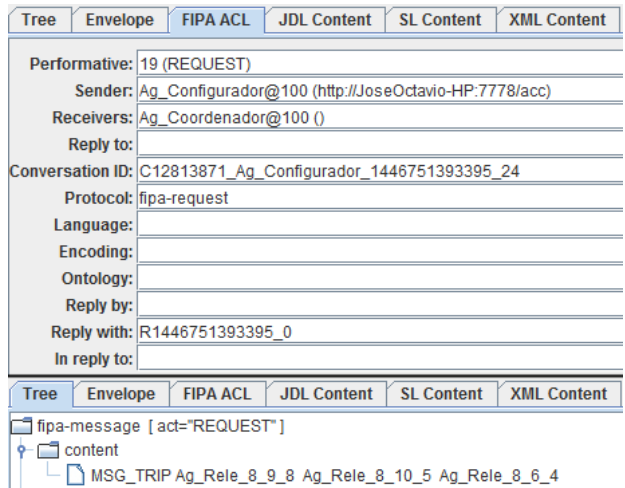 Tree Envelope FIPA ACL JDL Content SL Content XML Content
Performative: 19 (REQUEST)
Sender: Ag_Configurador@100 (http://JoseOctavio-HP:7778/acc)
Receivers: Ag_Coordenador@100 ()
Reply to:
Conversation ID: C12813871_Ag_Configurador_1446751393395_24
Protocol: fipa-request
Language:
Encoding:
Ontology:
Reply by:
Reply with: R1446751393395_0
In reply to:
Tree Envelope FIPA ACL JDL Content SL Content XML Content
fipa-message [ act="REQUEST" ]
content
MSG_TRIP Ag_Rele_8_9_8 Ag_Rele_8_10_5 Ag_Rele_8_6_4